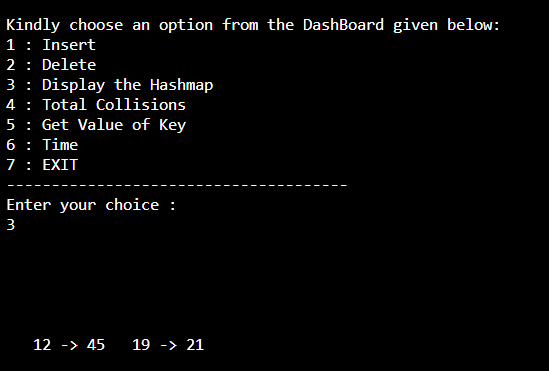 Kindly choose an option from the DashBoard given below:
1 : Insert
2 : Delete
3 : Display the Hashmap
4 : Total Collisions
5 : Get Value of Key
6 : Time
7 : EXIT
--------------------------------------
Enter your choice :
3
12 -> 45   19 -> 21